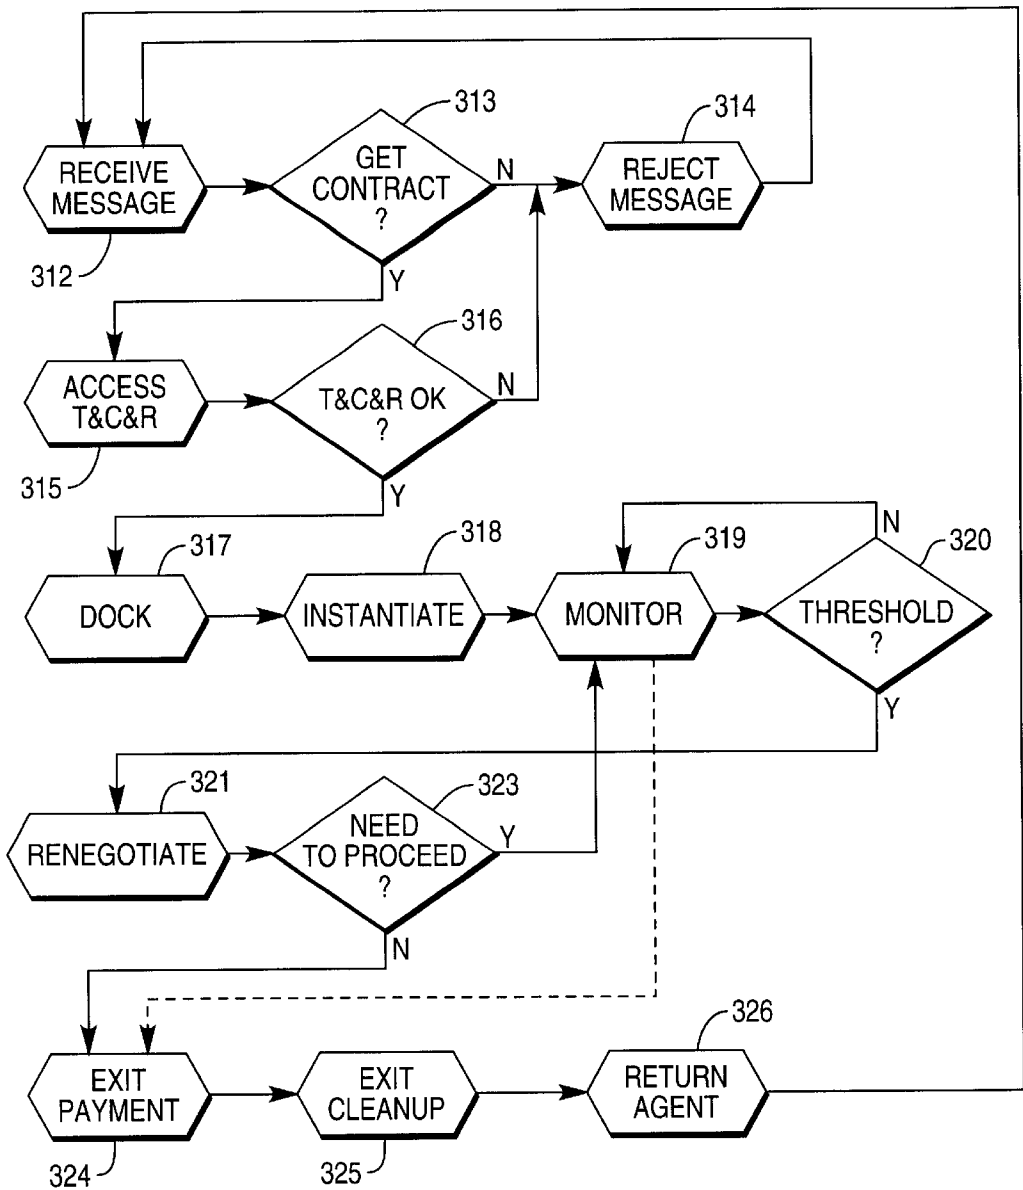 313
314
RECEIVE
MESSAGE
GET
CONTRACT
?
N
REJECT
MESSAGE
312
Y
316
ACCESS
T&C&R
T&C&R OK
?
N
315
Y
317
318
319
N
320
DOCK
INSTANTIATE
MONITOR
THRESHOLD
?
Y
321
323
RENEGOTIATE
NEED
TO PROCEED
?
Y
N
326
EXIT
PAYMENT
EXIT
CLEANUP
RETURN
AGENT
324
325